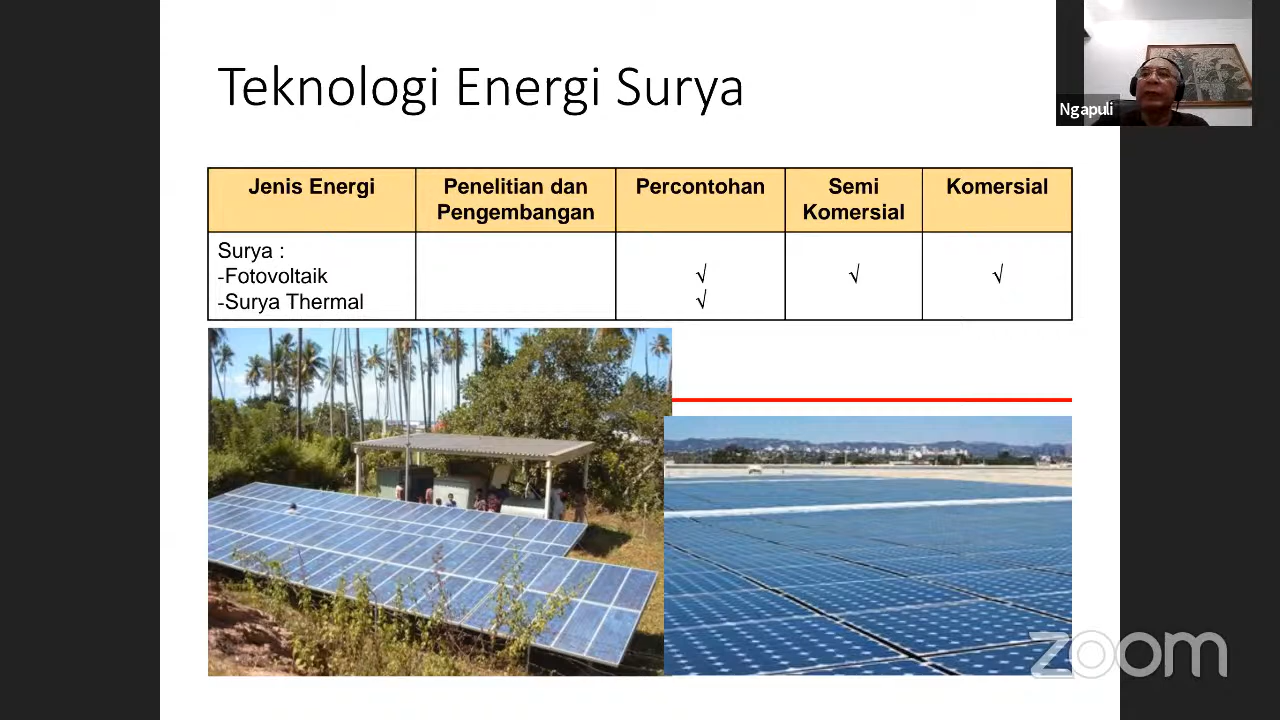 Teknologi Energi Surya
Ngapuli
Jenis Energi
Penelitian dan
Pengembangan
Percontohan
Semi
Komersial
Komersial
Surya :
-Fotovoltaik
√
√
√
-Surya Thermal
√
zoom